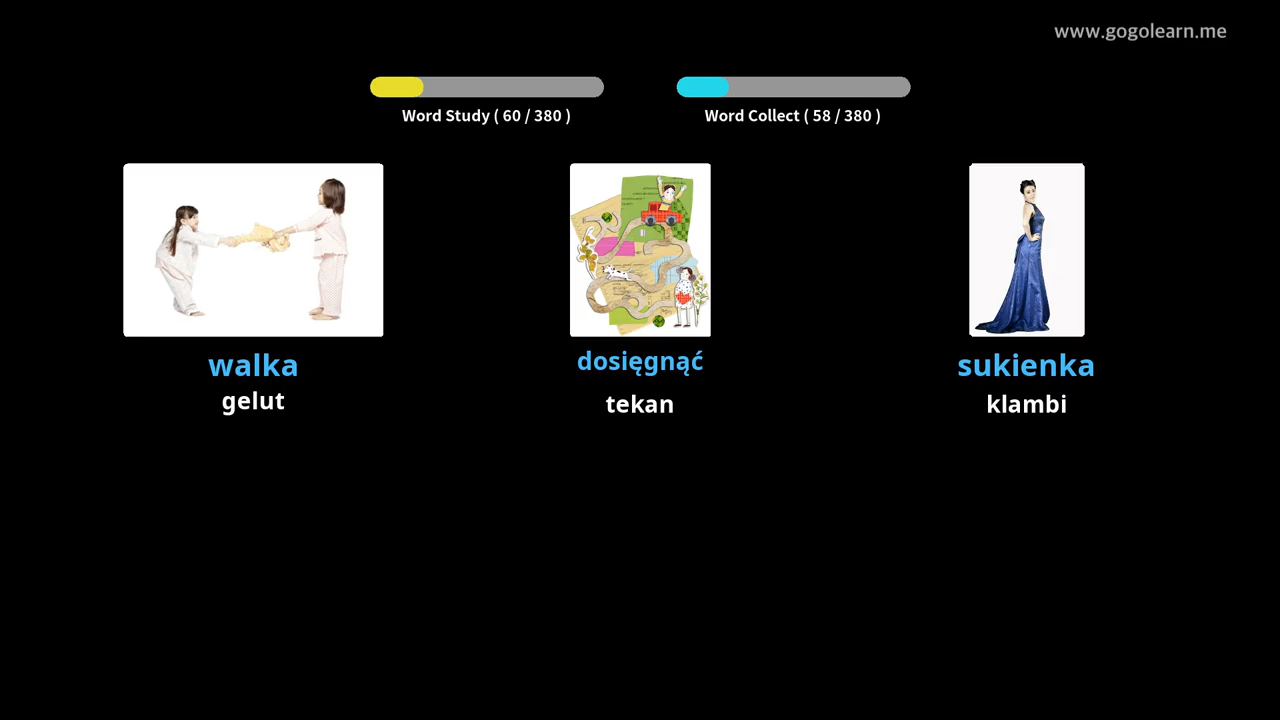 www.gogolearn.me
Word Study ( 60 / 380 )
Word Collect ( 58 / 380 )
walka
dosięgnąć
sukienka
gelut
tekan
klambi